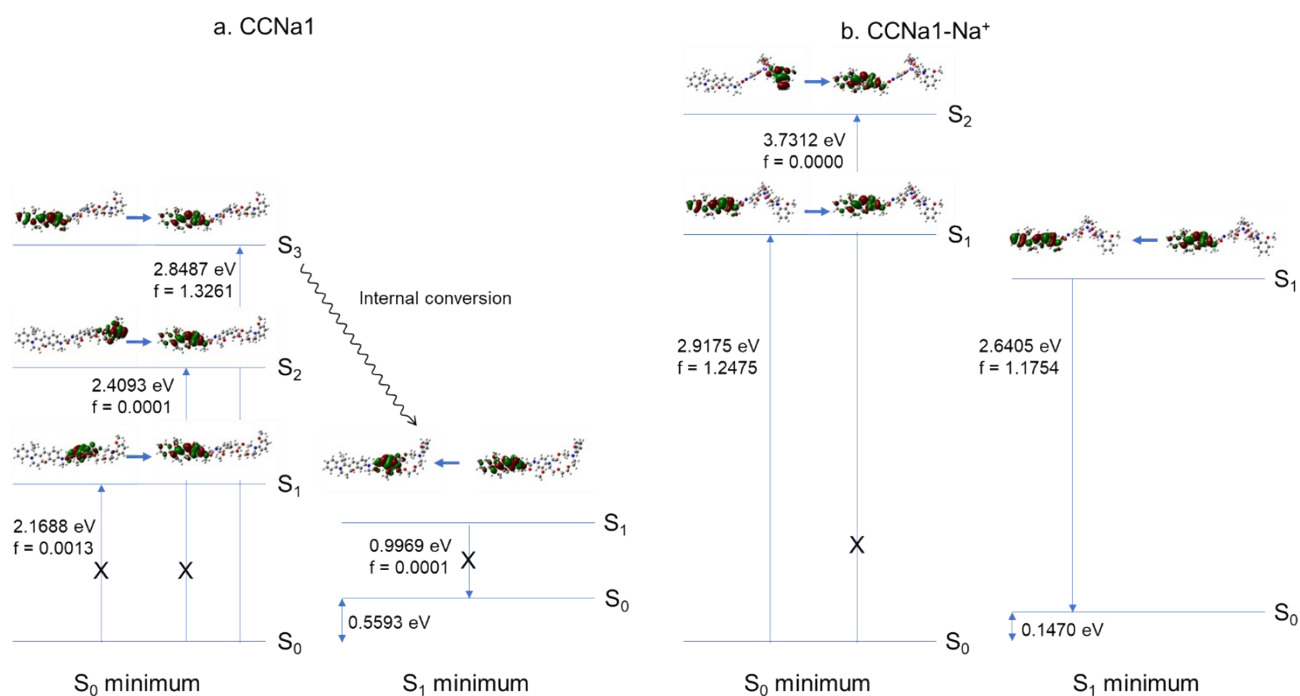 a. CCNa1
S3
2.8487 eV
f = 1.3261
Internal conversion
S2
2.4093 eV
f = 0.0001
S1
2.1688 eV
f = 0.0013
X
X
S0
S0 minimum
S1
0.9969 eV
f = 0.0001
X
S0
0.5593 eV
S1 minimum
b. CCNa1-Na⁺
S2
3.7312 eV
f = 0.0000
S1
2.9175 eV
f = 1.2475
X
S0
S0 minimum
S1
2.6405 eV
f = 1.1754
S0
0.1470 eV
S1 minimum